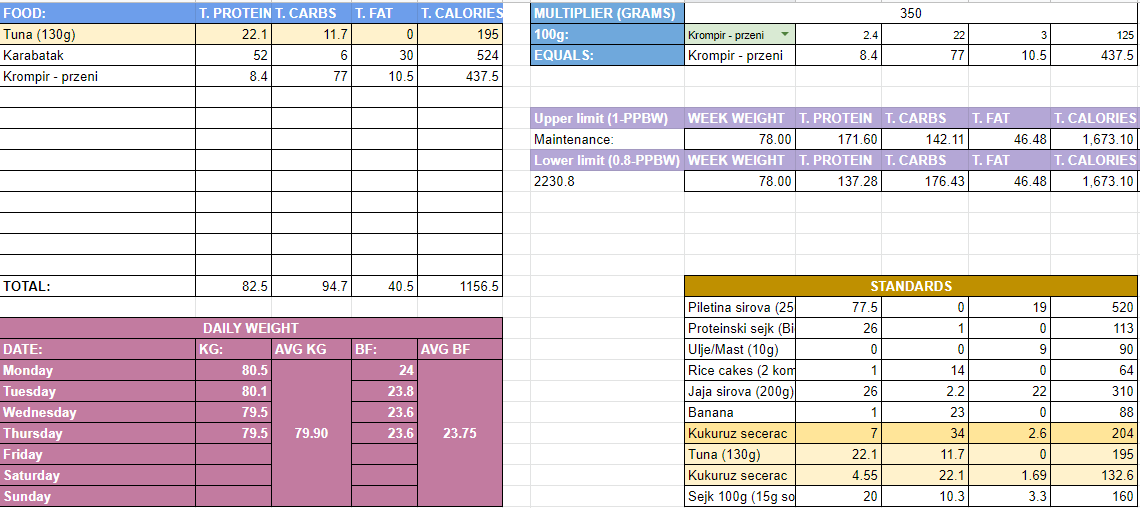 FOOD: T. PROTEIN T. CARBS T. FAT T. CALORIES
Tuna (130g) 22.1 11.7 0 195
Karabatak 52 6 30 524
Krompir - przeni 8.4 77 10.5 437.5
TOTAL: 82.5 94.7 40.5 1156.5
MULTIPLIER (GRAMS) 350
100g: Krompir - przeni 2.4 22 3 125
EQUALS: Krompir - przeni 8.4 77 10.5 437.5
Upper limit (1-PPBW) WEEK WEIGHT T. PROTEIN T. CARBS T. FAT T. CALORIES
Maintenance: 78.00 171.60 142.11 46.48 1,673.10
Lower limit (0.8-PPBW) WEEK WEIGHT T. PROTEIN T. CARBS T. FAT T. CALORIES
2230.8 78.00 137.28 176.43 46.48 1,673.10
DAILY WEIGHT
DATE: KG: AVG KG BF: AVG BF
Monday 80.5 24
Tuesday 80.1 23.8
Wednesday 79.5 23.6
Thursday 79.5 79.90 23.6 23.75
Friday
Saturday
Sunday
STANDARDS
Piletina sirova (25 77.5 0 19 520
Proteinski sejk (Bi 26 1 0 113
Ulje/Mast (10g) 0 0 9 90
Rice cakes (2 kom 1 14 0 64
Jaja sirova (200g) 26 2.2 22 310
Banana 1 23 0 88
Kukuruz secerac 7 34 2.6 204
Tuna (130g) 22.1 11.7 0 195
Kukuruz secerac 4.55 22.1 1.69 132.6
Sejk 100g (15g so 20 10.3 3.3 160